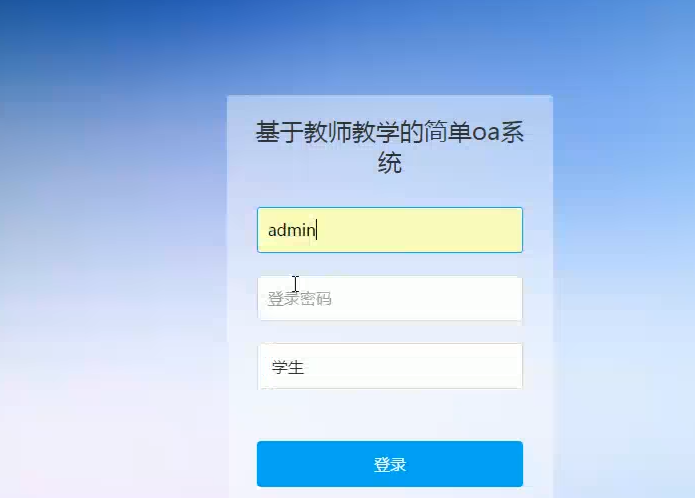 基于教师教学的简单oa系
统
admin
登录密码
学生
登录